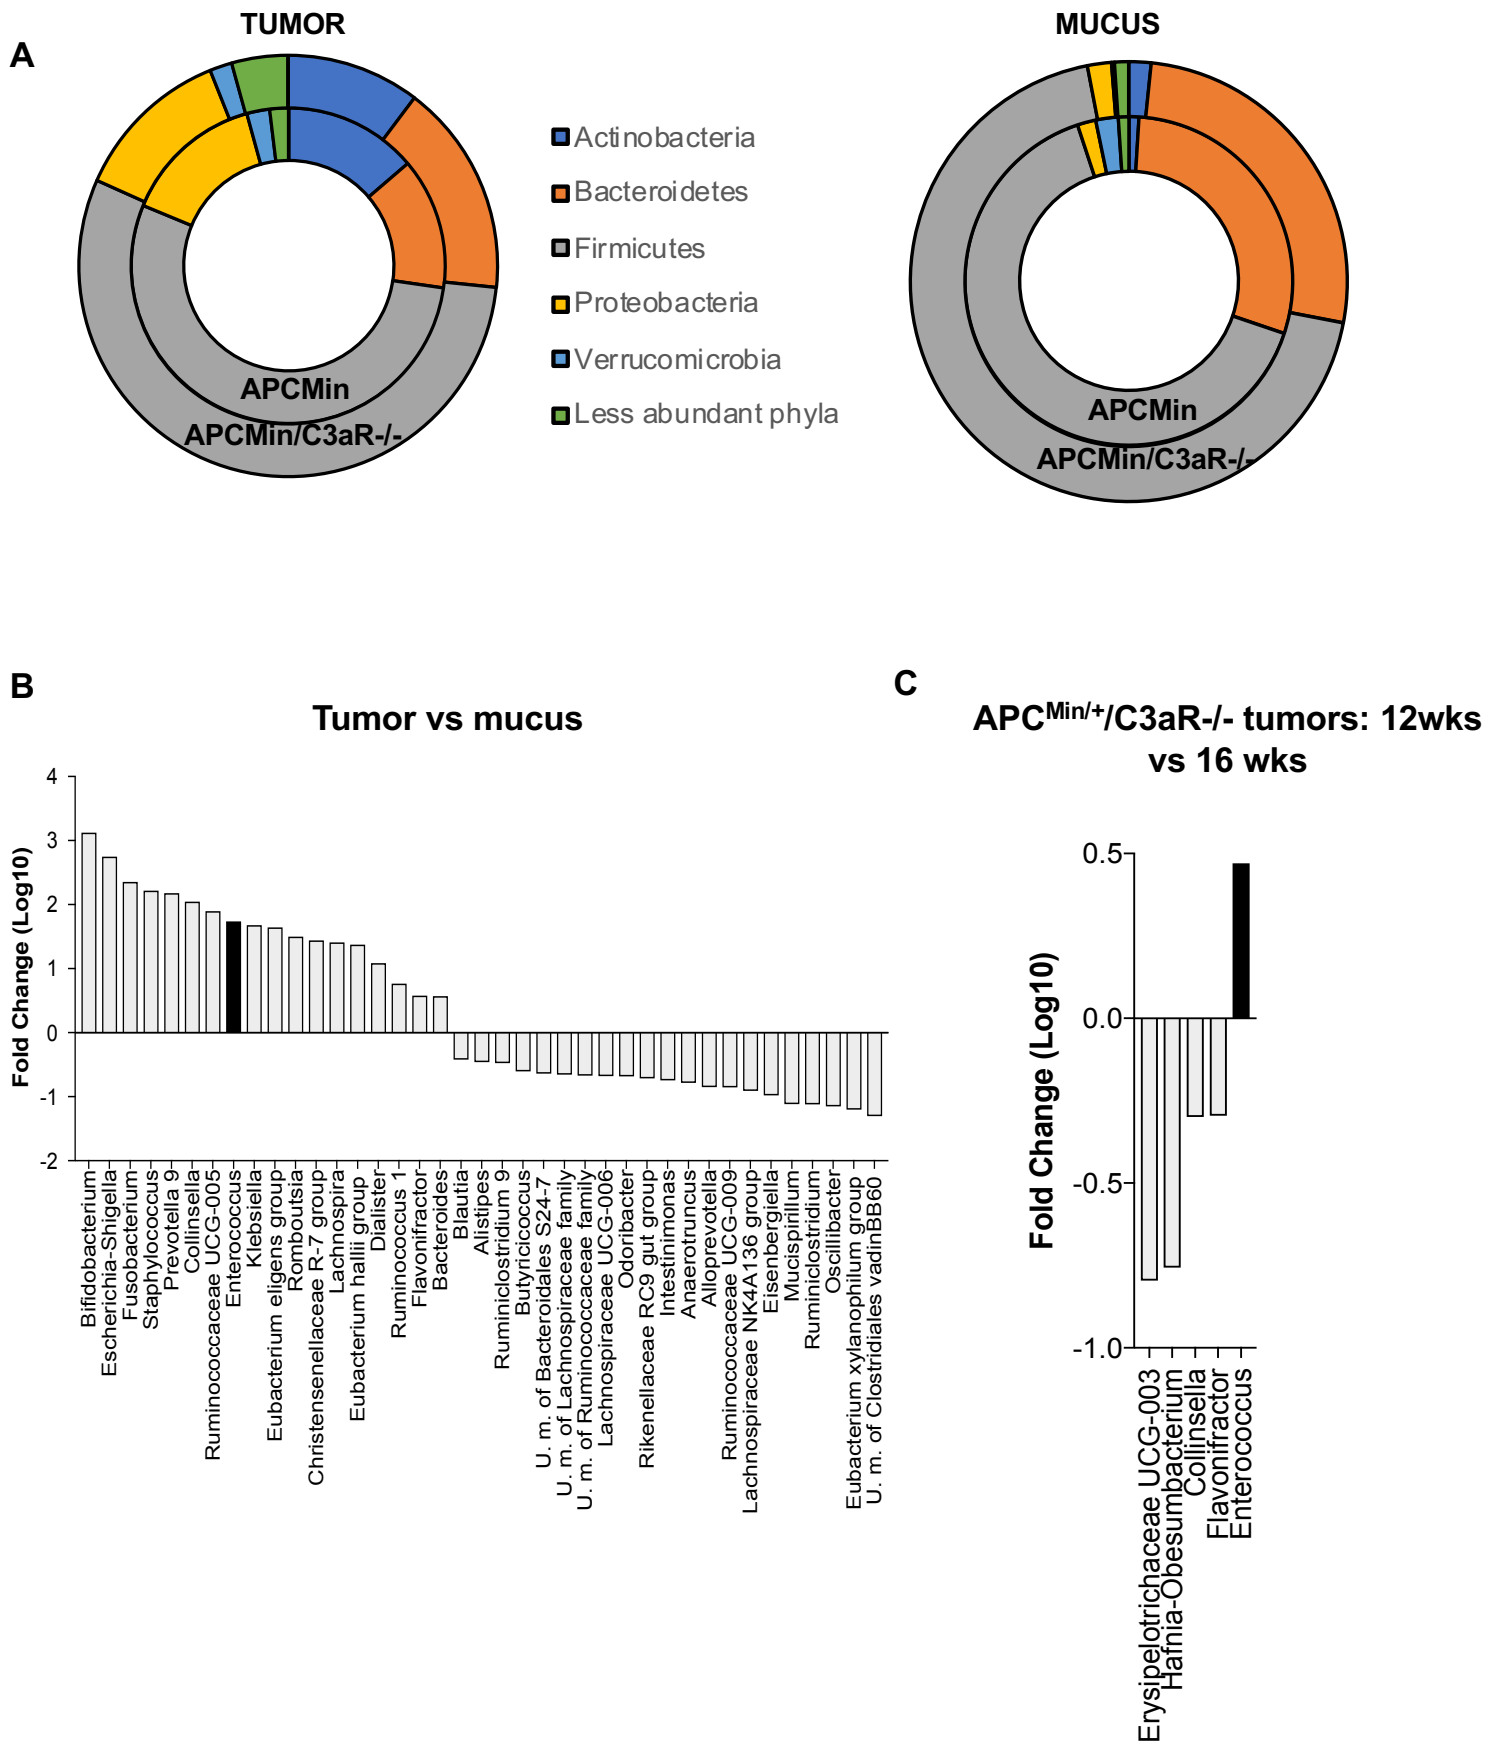 A
TUMOR
MUCUS
Actinobacteria
Bacteroidetes
Firmicutes
Proteobacteria
Verrucomicrobia
Less abundant phyla
APCMin
APCMin/C3aR-/-
APCMin
APCMin/C3aR-/-
B
Tumor vs mucus
Fold Change (Log10)
4
3
2
1
0
-1
-2
Bifidobacterium
Escherichia-Shigella
Fusobacterium
Staphylococcus
Prevotella 9
Collinsella
Ruminococcaceae UCG-005
Enterococcus
Klebsiella
Eubacterium eligens group
Romboutsia
Christensenellaceae R-7 group
Lachnospira
Eubacterium hallii group
Dialister
Ruminococcus 1
Flavonifractor
Bacteroides
Blautia
Alistipes
Ruminiclostridium 9
Butyricicoccus
U. m. of Bacteroidales S24-7
U. m. of Lachnospiraceae family
U. m. of Ruminococcaceae family
Lachnospiraceae UCG-006
Odoribacter
Rikenellaceae RC9 gut group
Intestinimonas
Anaerotruncus
Alloprevotella
Ruminococcaceae UCG-009
Lachnospiraceae NK4A136 group
Eisenbergiella
Mucispirillum
Ruminiclostridium
Oscillibacter
Eubacterium xylanophilum group
U. m. of Clostridiales vadinBB60
C
APCMin/+/C3aR-/- tumors: 12wks
vs 16 wks
Fold Change (Log10)
0.5
0.0
-0.5
-1.0
Erysipelotrichaceae UCG-003
Hafnia-Obesumbacterium
Collinsella
Flavonifractor
Enterococcus